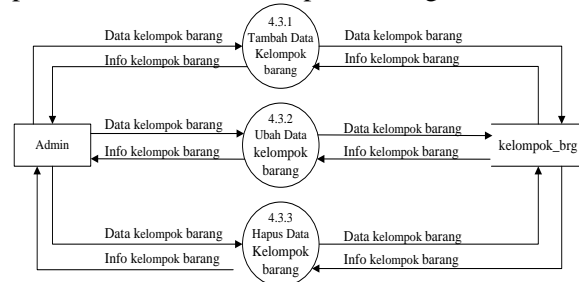 4.3.1
Tambah Data
Kelompok
barang
Data kelompok barang
Info kelompok barang
Data kelompok barang
Info kelompok barang
4.3.2
Ubah Data
kelompok
barang
Admin
Data kelompok barang
Info kelompok barang
Data kelompok barang
Info kelompok barang
kelompok_brg
4.3.3
Hapus Data
Kelompok
barang
Data kelompok barang
Info kelompok barang
Data kelompok barang
Info kelompok barang